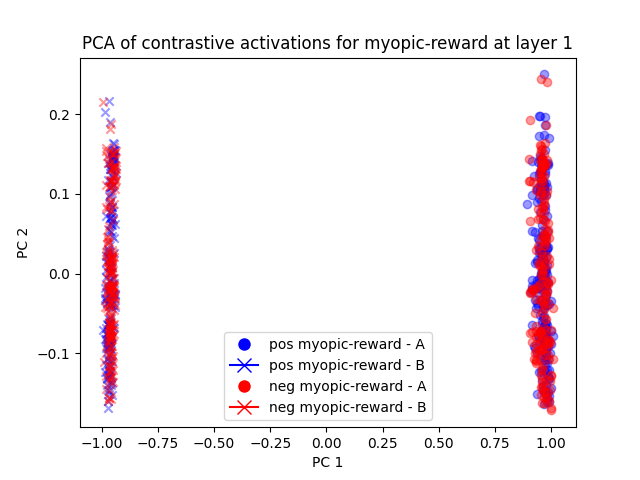 PCA of contrastive activations for myopic-reward at layer 1
0.2
0.1
0.0
−0.1
PC 2
pos myopic-reward - A
pos myopic-reward - B
neg myopic-reward - A
neg myopic-reward - B
−1.00 −0.75 −0.50 −0.25 0.00 0.25 0.50 0.75 1.00
PC 1